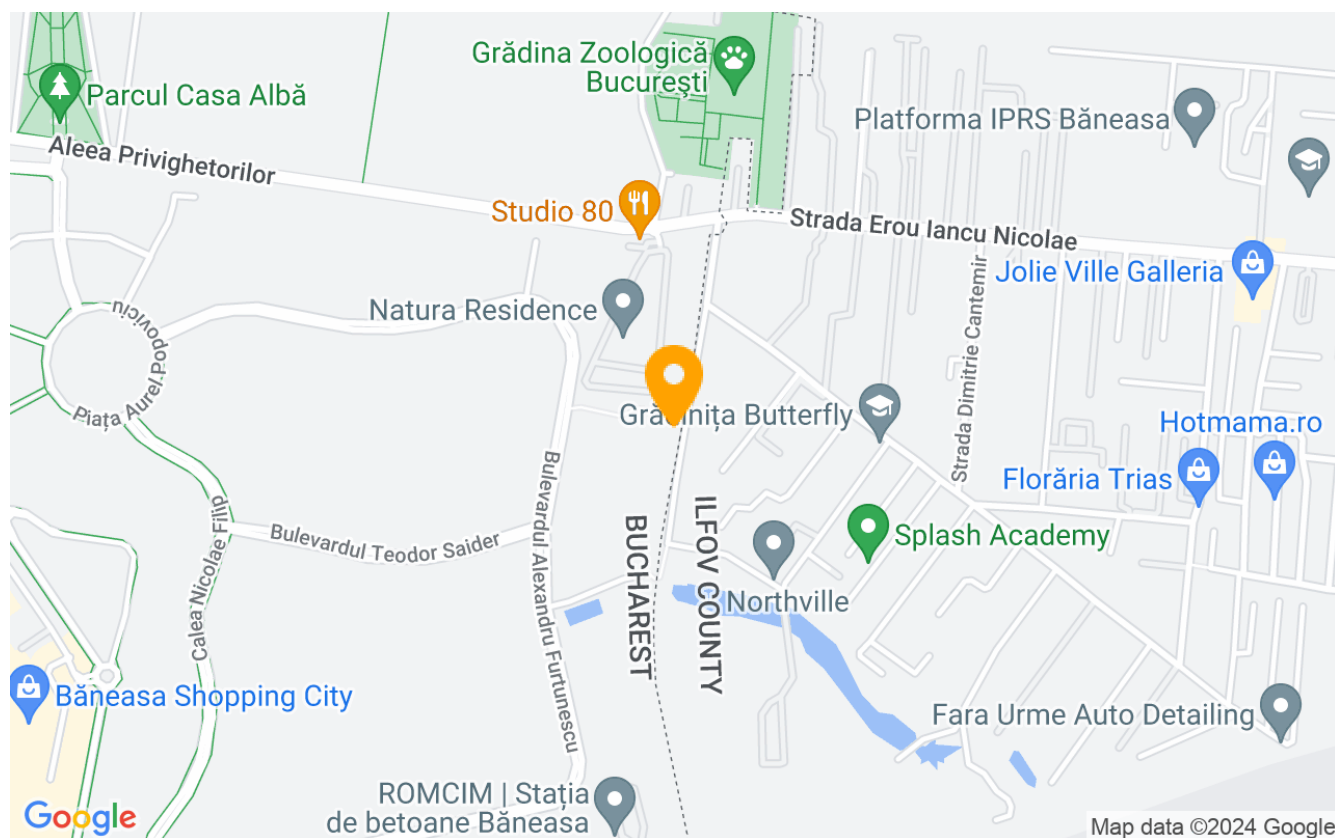 Grădina Zoologică
București
Parcul Casa Albă
Platforma IPRS Băneasa
Aleea Privighetorilor
Studio 80
Strada Erou Iancu Nicolae
Jolie Ville Galleria
Natura Residence
Strada Dimitrie Cantemir
Piața Aurel Popoviciu
Grădinița Butterfly
Hotmama.ro
Florăria Trias
Bulevardul Alexandru Furtunescu
Calea Nicolae Filip
Bulevardul Teodor Saider
BUCHAREST
ILFOV COUNTY
Splash Academy
Northville
Băneasa Shopping City
Fara Urme Auto Detailing
ROMCIM | Stația
de betoane Băneasa
Google
Map data ©2024 Google